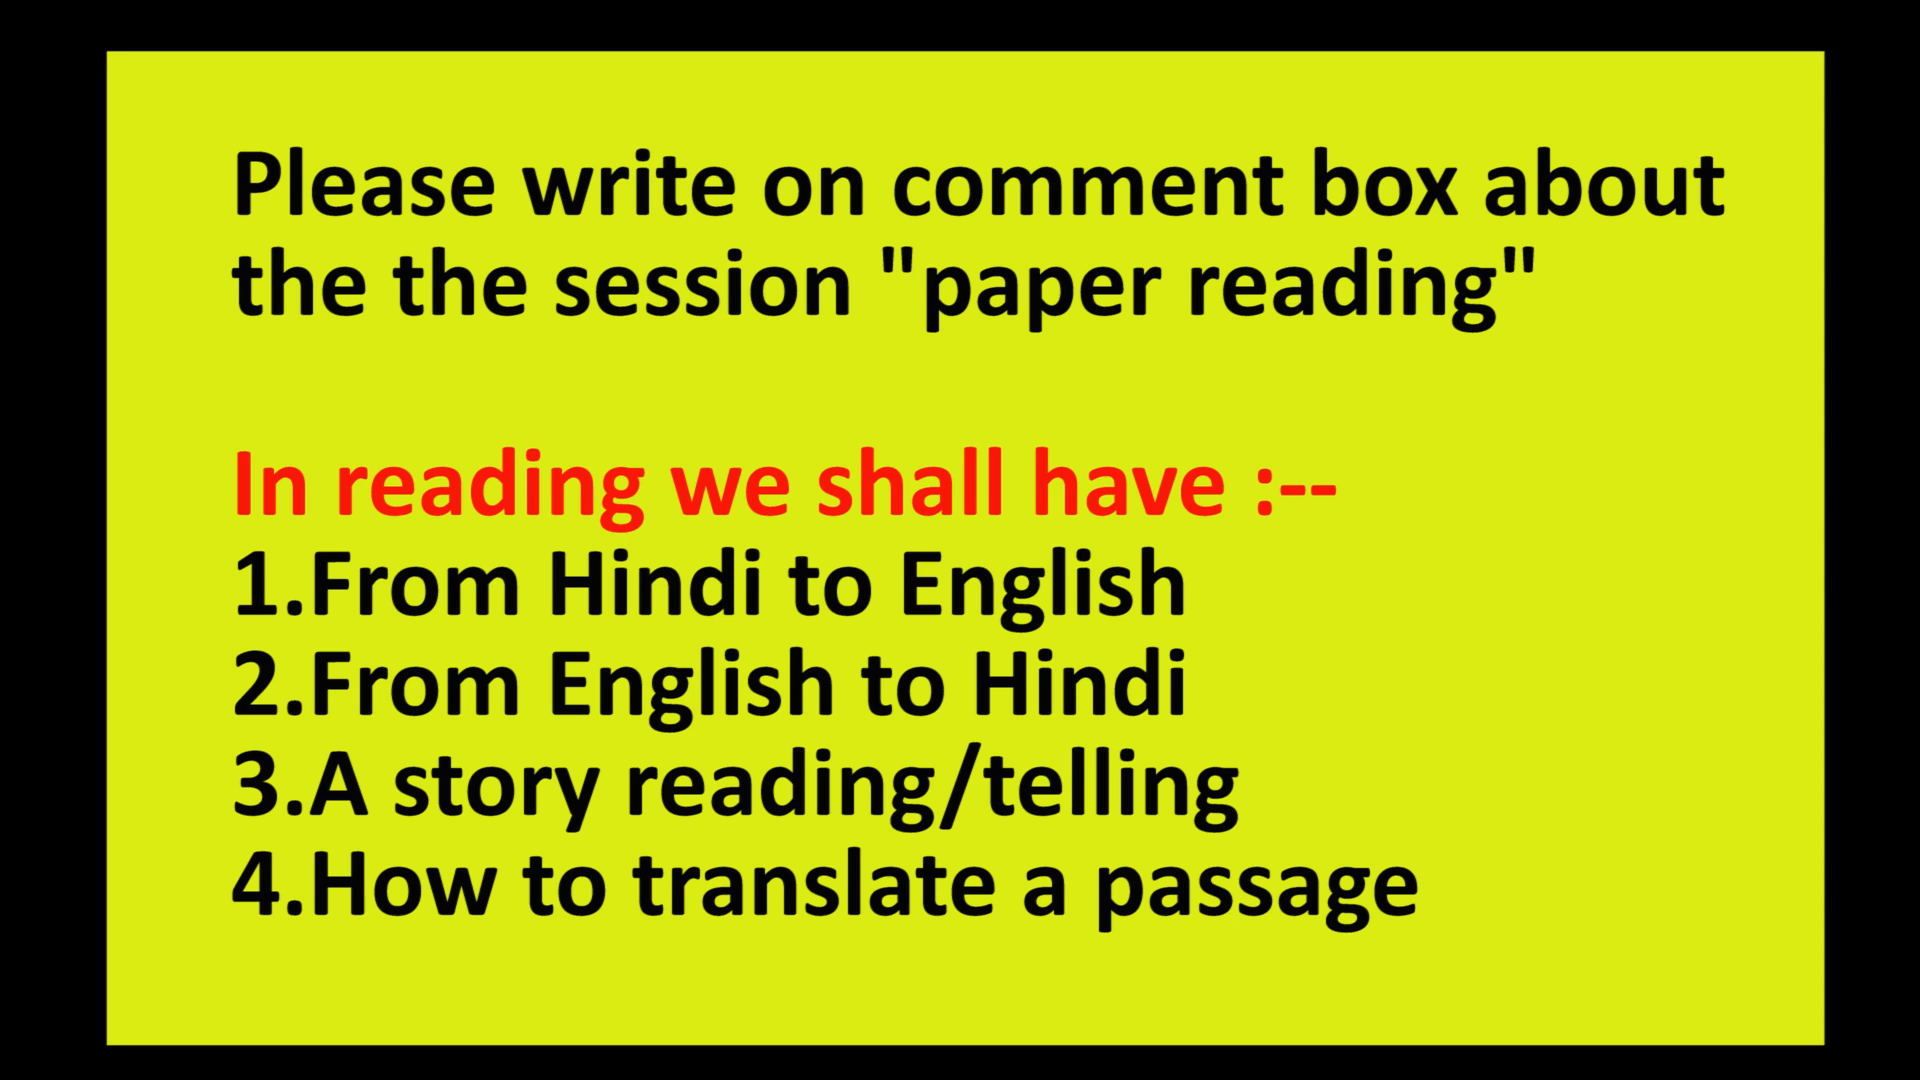 Please write on comment box about
the the session "paper reading"
In reading we shall have :--
1.From Hindi to English
2.From English to Hindi
3.A story reading/telling
4.How to translate a passage